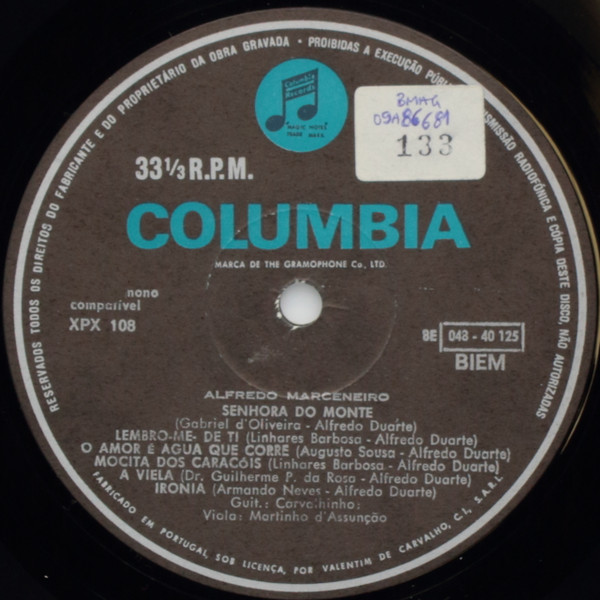 RESERVADOS TODOS OS DIREITOS DO FABRICANTE E DO PROPRIETÁRIO DA OBRA GRAVADA • PROIBIDAS A EXECUÇÃO PÚBL
SMISSÃO RADIOFÓNICA E CÓPIA DESTE DISCO, NÃO AUTORIZADAS
Columbia
Records
"MAGIC NOTES"
TRADE MARK
BMAG
09A86681
133
33 1/3 R.P.M.
COLUMBIA
MARCA DE THE GRAMOPHONE Co., LTD.
mono
compatível
XPX 108
8E 048 - 40 125
BIEM
ALFREDO MARCENEIRO
SENHORA DO MONTE
(Gabriel d'Oliveira - Alfredo Duarte)
LEMBRO-ME- DE TI (Linhares Barbosa - Alfredo Duarte)
O AMOR É AGUA QUE CORRE (Augusto Sousa - Alfredo Duarte)
MOCITA DOS CARACÓIS (Linhares Barbosa - Alfredo Duarte)
A VIELA (Dr. Guilherme P. da Rosa - Alfredo Duarte)
IRONIA (Armando Neves - Alfredo Duarte)
Guit.: Carvalhinho;
Viola: Martinho d'Assunção
FABRICADO EM PORTUGAL, SOB LICENÇA, POR VALENTIM DE CARVALHO, C.I., S.A.R.L.